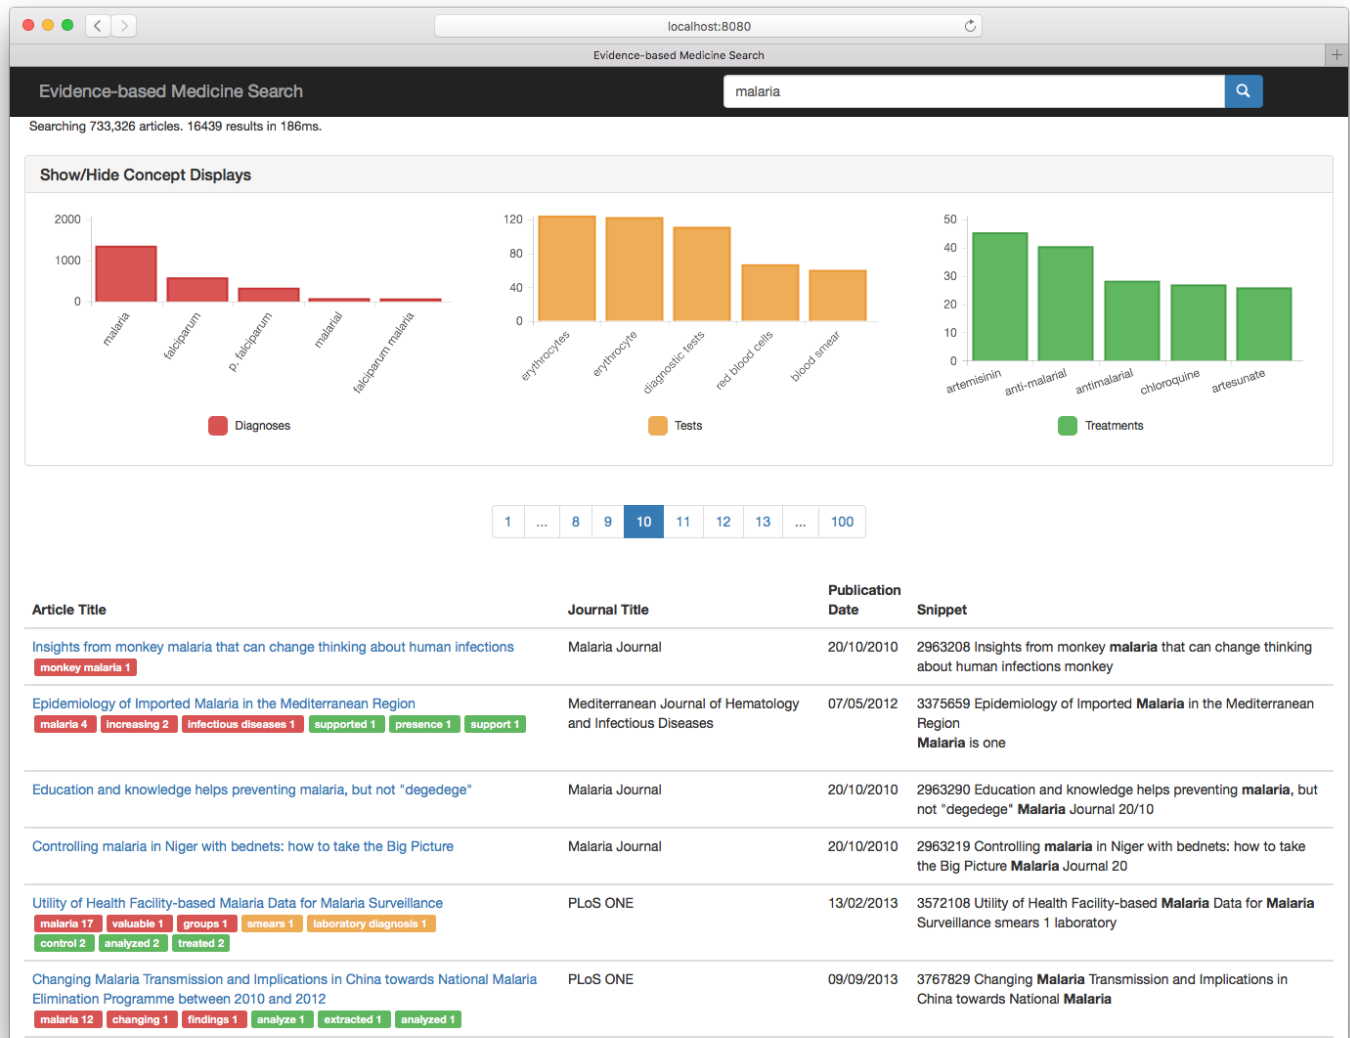 localhost:8080
Evidence-based Medicine Search
Evidence-based Medicine Search
malaria
Searching 733,326 articles. 16439 results in 186ms.
Show/Hide Concept Displays
2000
1000
0
malaria
falciparum
p. falciparum
malarial
falciparum malaria
Diagnoses
120
80
40
0
erythrocytes
erythrocyte
diagnostic tests
red blood cells
blood smear
Tests
50
40
30
20
10
0
artemisinin
anti-malarial
antimalarial
chloroquine
artesunate
Treatments
1 ... 8 9 10 11 12 13 ... 100
Article Title Journal Title Publication Date Snippet
Insights from monkey malaria that can change thinking about human infections
monkey malaria 1
Malaria Journal
20/10/2010
2963208 Insights from monkey malaria that can change thinking
about human infections monkey
Epidemiology of Imported Malaria in the Mediterranean Region
malaria 4 increasing 2 infectious diseases 1 supported 1 presence 1 support 1
Mediterranean Journal of Hematology
and Infectious Diseases
07/05/2012
3375659 Epidemiology of Imported Malaria in the Mediterranean
Region
Malaria is one
Education and knowledge helps preventing malaria, but not "degedege"
Malaria Journal
20/10/2010
2963290 Education and knowledge helps preventing malaria, but
not "degedege" Malaria Journal 20/10
Controlling malaria in Niger with bednets: how to take the Big Picture
Malaria Journal
20/10/2010
2963219 Controlling malaria in Niger with bednets: how to take
the Big Picture Malaria Journal 20
Utility of Health Facility-based Malaria Data for Malaria Surveillance
malaria 17 valuable 1 groups 1 smears 1 laboratory diagnosis 1
control 2 analyzed 2 treated 2
PLoS ONE
13/02/2013
3572108 Utility of Health Facility-based Malaria Data for Malaria
Surveillance smears 1 laboratory
Changing Malaria Transmission and Implications in China towards National Malaria
Elimination Programme between 2010 and 2012
malaria 12 changing 1 findings 1 analyze 1 extracted 1 analyzed 1
PLoS ONE
09/09/2013
3767829 Changing Malaria Transmission and Implications in
China towards National Malaria